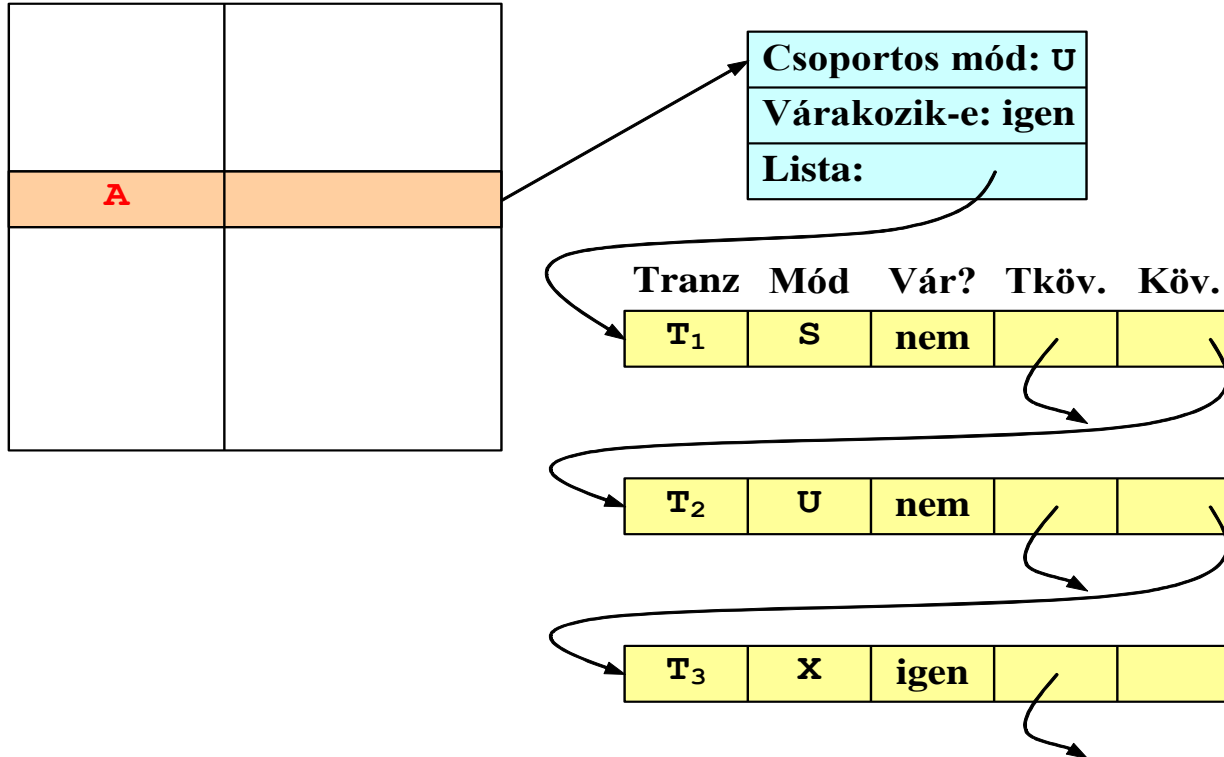 Csoportos mód: U
Várakozik-e: igen
Lista:
A
Tranz Mód Vár? Tköv. Köv.
T₁ S nem
T₂ U nem
T₃ X igen